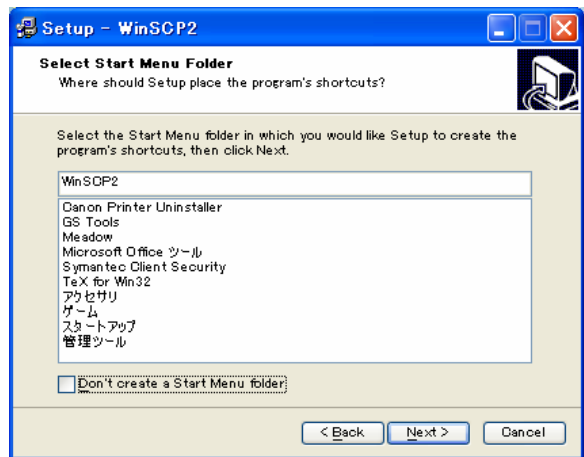 Setup - WinSCP2
Select Start Menu Folder
Where should Setup place the program's shortcuts?
Select the Start Menu folder in which you would like Setup to create the
program's shortcuts, then click Next.
WinSCP2
Canon Printer Uninstaller
GS Tools
Meadow
Microsoft Office ツール
Symantec Client Security
TeX for Win32
アクセサリ
ゲーム
スタートアップ
管理ツール
Don't create a Start Menu folder
< Back
Next >
Cancel